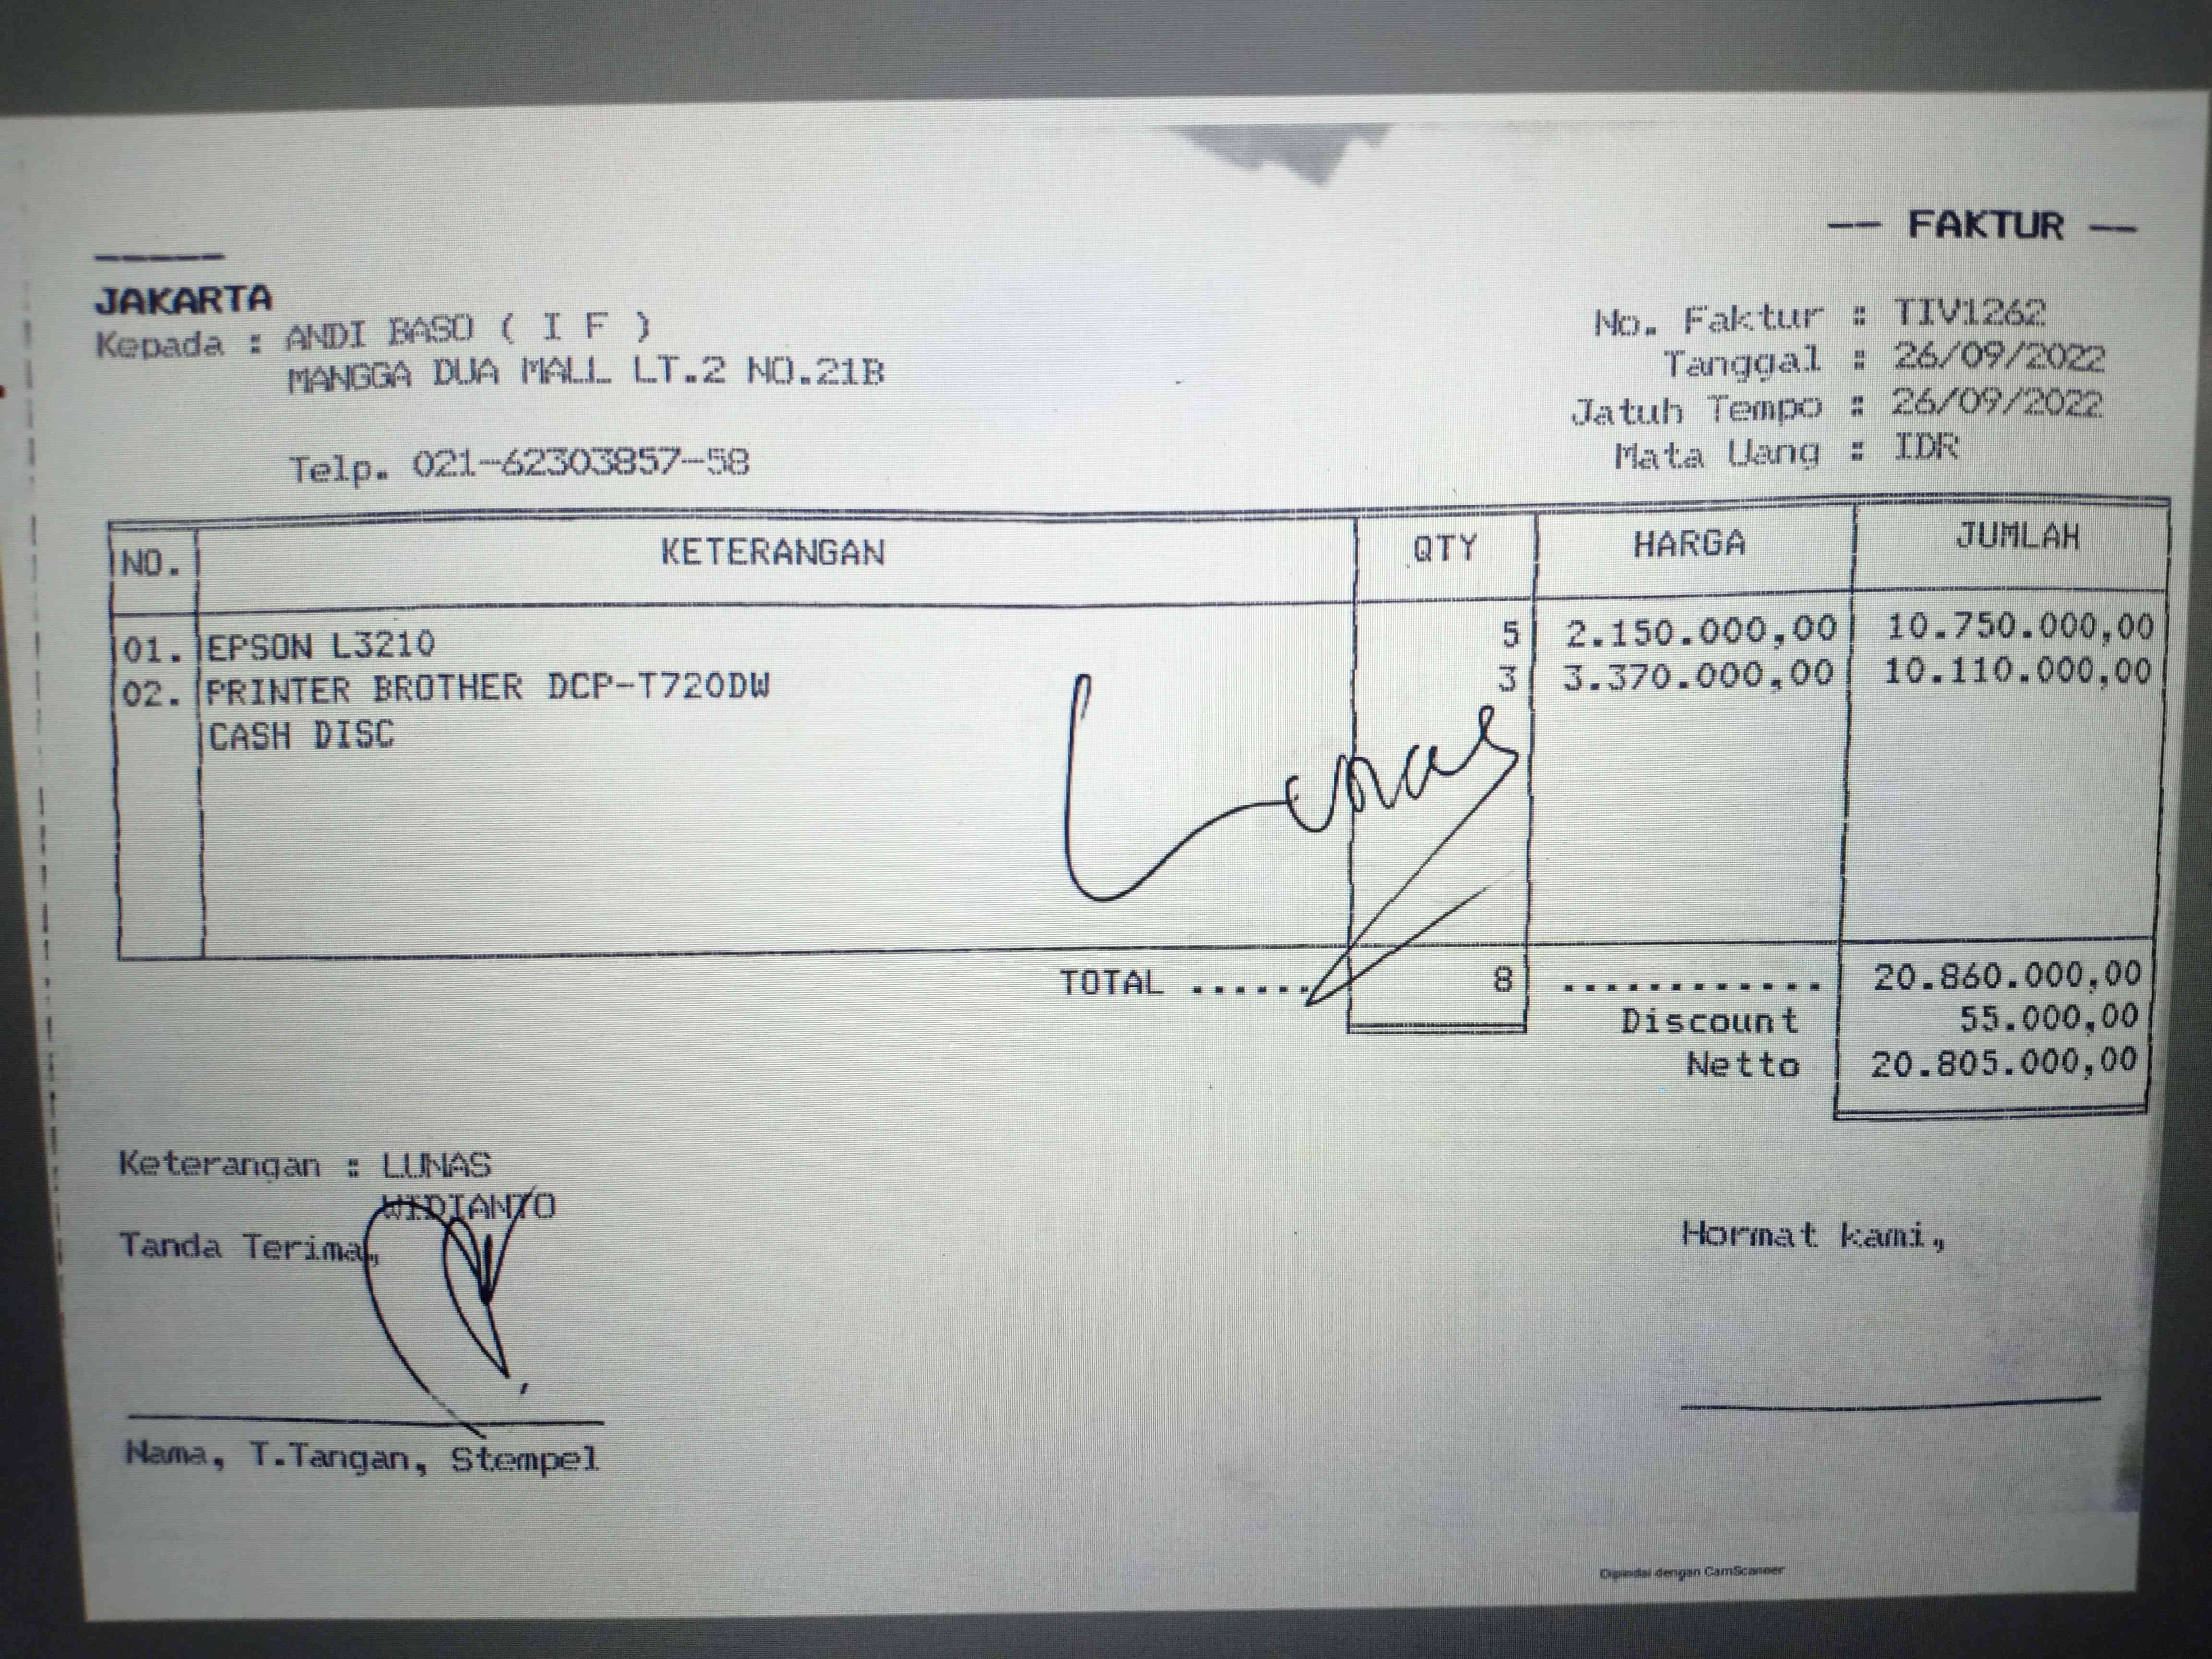 -- FAKTUR --
-----
JAKARTA
Kepada : ANDI BASO ( I F )
MANGGA DUA MALL LT.2 NO.21B
Telp. 021-62303857-58
No. Faktur : TIV1262
Tanggal : 26/09/2022
Jatuh Tempo : 26/09/2022
Mata Uang : IDR
NO. KETERANGAN QTY HARGA JUMLAH
01. EPSON L3210 5 2.150.000,00 10.750.000,00
02. PRINTER BROTHER DCP-T720DW 3 3.370.000,00 10.110.000,00
CASH DISC
Lunas
TOTAL ...... 8 ............ 20.860.000,00
Discount 55.000,00
Netto 20.805.000,00
Keterangan : LUNAS
WIDIANTO
Tanda Terima,
Hormat kami,
Nama, T.Tangan, Stempel
Dipindai dengan CamScanner